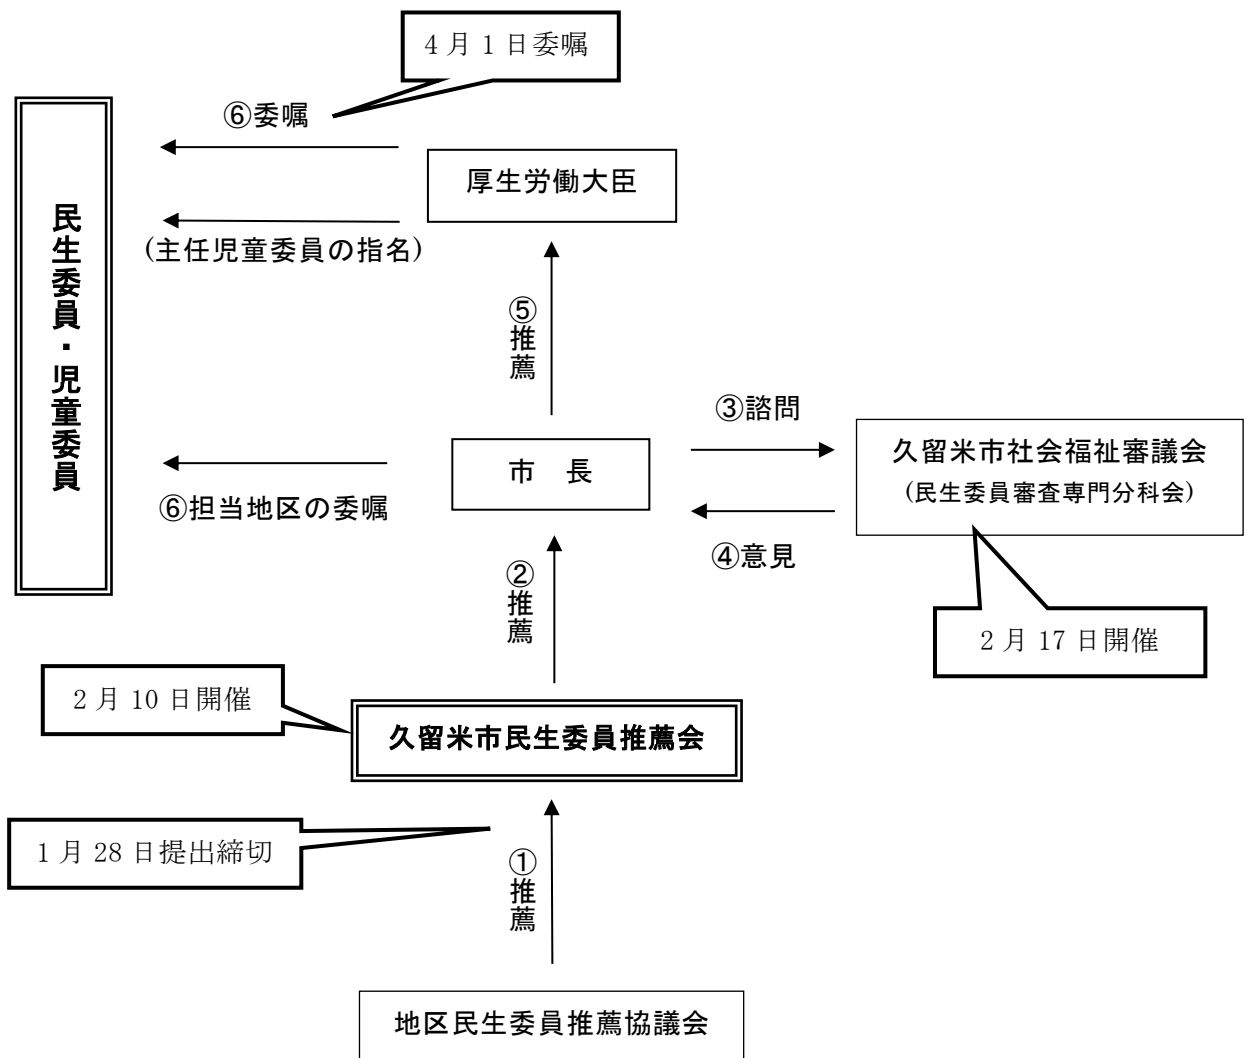 4月1日委嘱
⑥委嘱
厚生労働大臣
(主任児童委員の指名)
民生委員・児童委員
⑤推薦
③諮問
久留米市社会福祉審議会
(民生委員審査専門分科会)
市　長
⑥担当地区の委嘱
④意見
②推薦
2月17日開催
2月10日開催
久留米市民生委員推薦会
1月28日提出締切
①推薦
地区民生委員推薦協議会